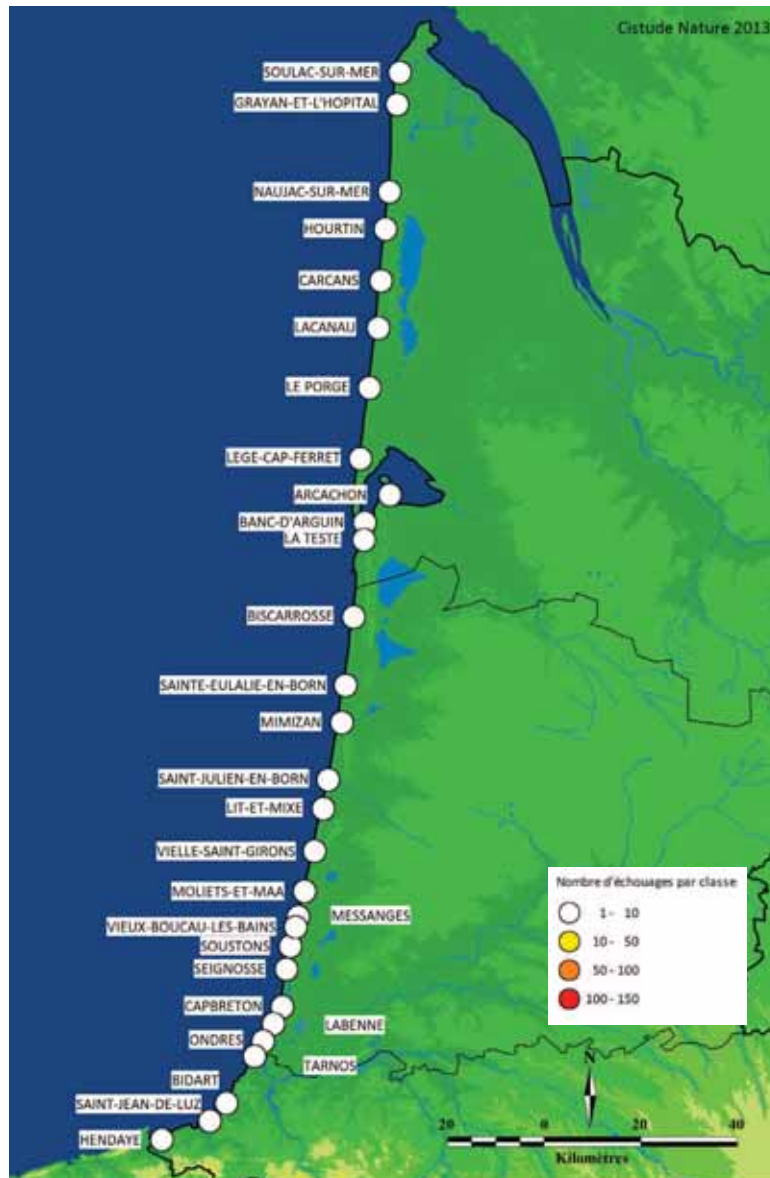 Cistude Nature 2013
SOULAC-SUR-MER
GRAYAN-ET-L'HOPITAL
NAUJAC-SUR-MER
HOURTIN
CARCANS
LACANAU
LE PORGE
LEGE-CAP-FERRET
ARCACHON
BANC-D'ARGUIN
LA TESTE
BISCARROSSE
SAINTE-EULALIE-EN-BORN
MIMIZAN
SAINT-JULIEN-EN-BORN
LIT-ET-MIXE
VIELLE-SAINT-GIRONS
MOLIETS-ET-MAA
MESSANGES
VIEUX-BOUCAU-LES-BAINS
SOUSTONS
SEIGNOSSE
CAPBRETON
LABENNE
ONDRES
TARNOS
BIDART
SAINT-JEAN-DE-LUZ
HENDAYE
Nombre d'échouages par classe
1 - 10
10 - 50
50 - 100
100 - 150
N
20 0 20 40
Kilomètres